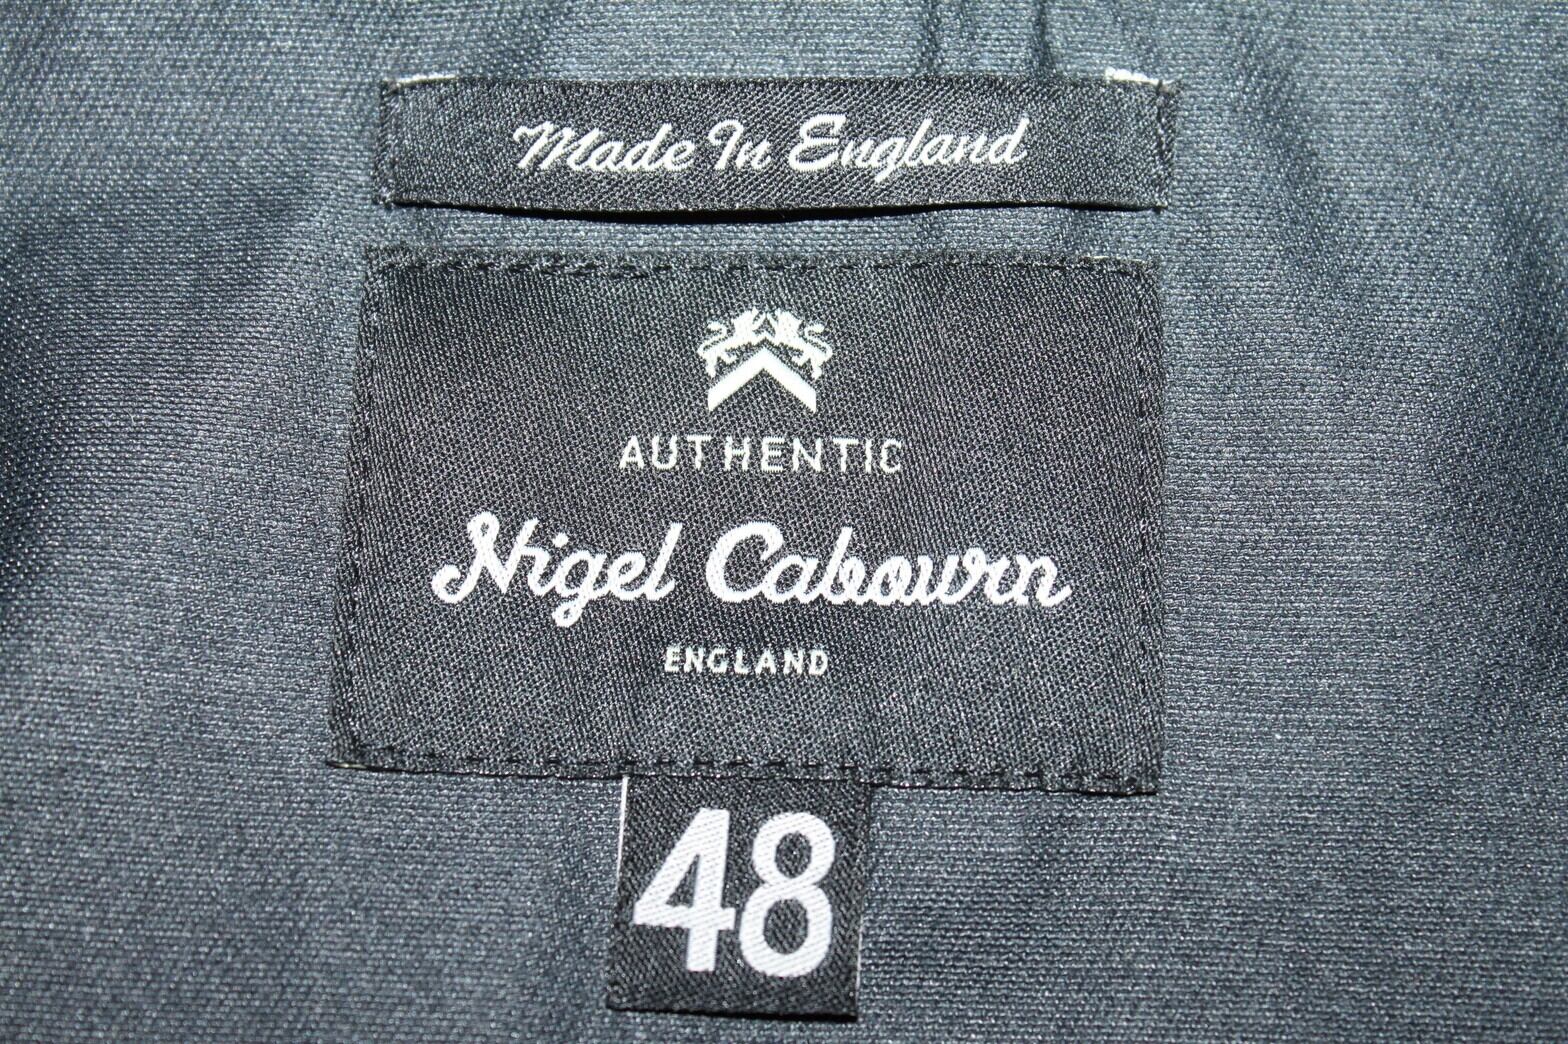 Made In England
AUTHENTIC
Nigel Cabourn
ENGLAND
48